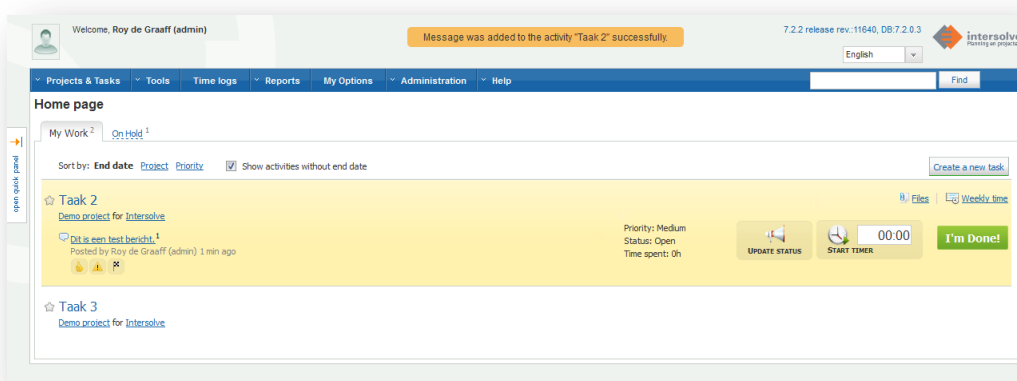 Welcome, Roy de Graaff (admin)
Message was added to the activity "Taak 2" successfully.
7.2.2 release rev.:11640, DB:7.2.0.3
intersolve
Planning en projecten
English
Projects & Tasks Tools Time logs Reports My Options Administration Help
Find
Home page
open quick panel
My Work 2 On Hold 1
Sort by: End date Project Priority Show activities without end date
Create a new task
Taak 2
Files | Weekly time
Demo project for Intersolve
Dit is een test bericht. 1
Posted by Roy de Graaff (admin) 1 min ago
Priority: Medium
Status: Open
Time spent: 0h
UPDATE STATUS
00:00
START TIMER
I'm Done!
Taak 3
Demo project for Intersolve